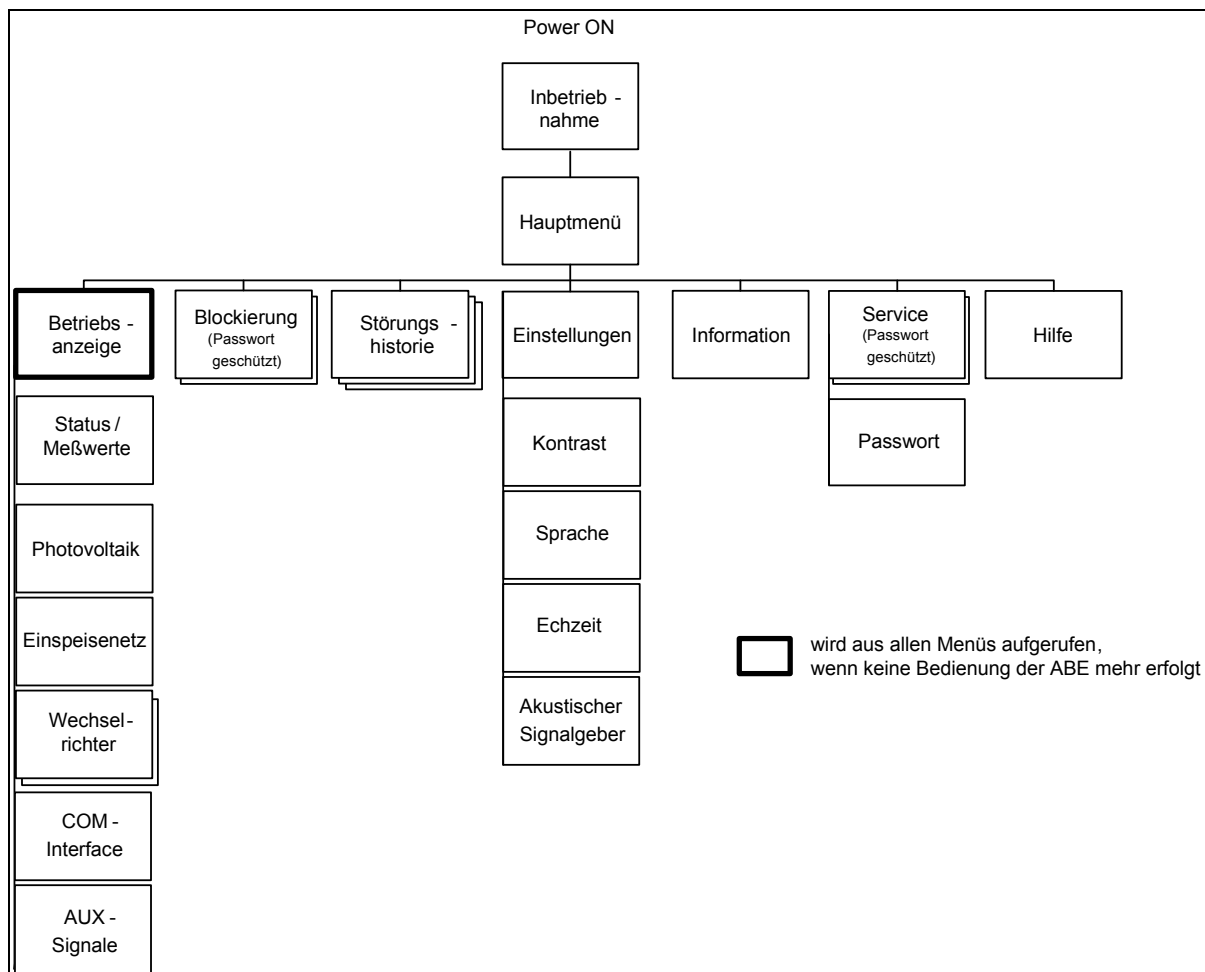 Power ON
Inbetrieb -
nahme
Hauptmenü
Betriebs -
anzeige
Blockierung
(Passwort
geschützt)
Störungs -
historie
Einstellungen
Information
Service
(Passwort
geschützt)
Hilfe
Status /
Meßwerte
Photovoltaik
Einspeisenetz
Wechsel -
richter
COM -
Interface
AUX -
Signale
Kontrast
Sprache
Echzeit
Akustischer
Signalgeber
Passwort
wird aus allen Menüs aufgerufen,
wenn keine Bedienung der ABE mehr erfolgt